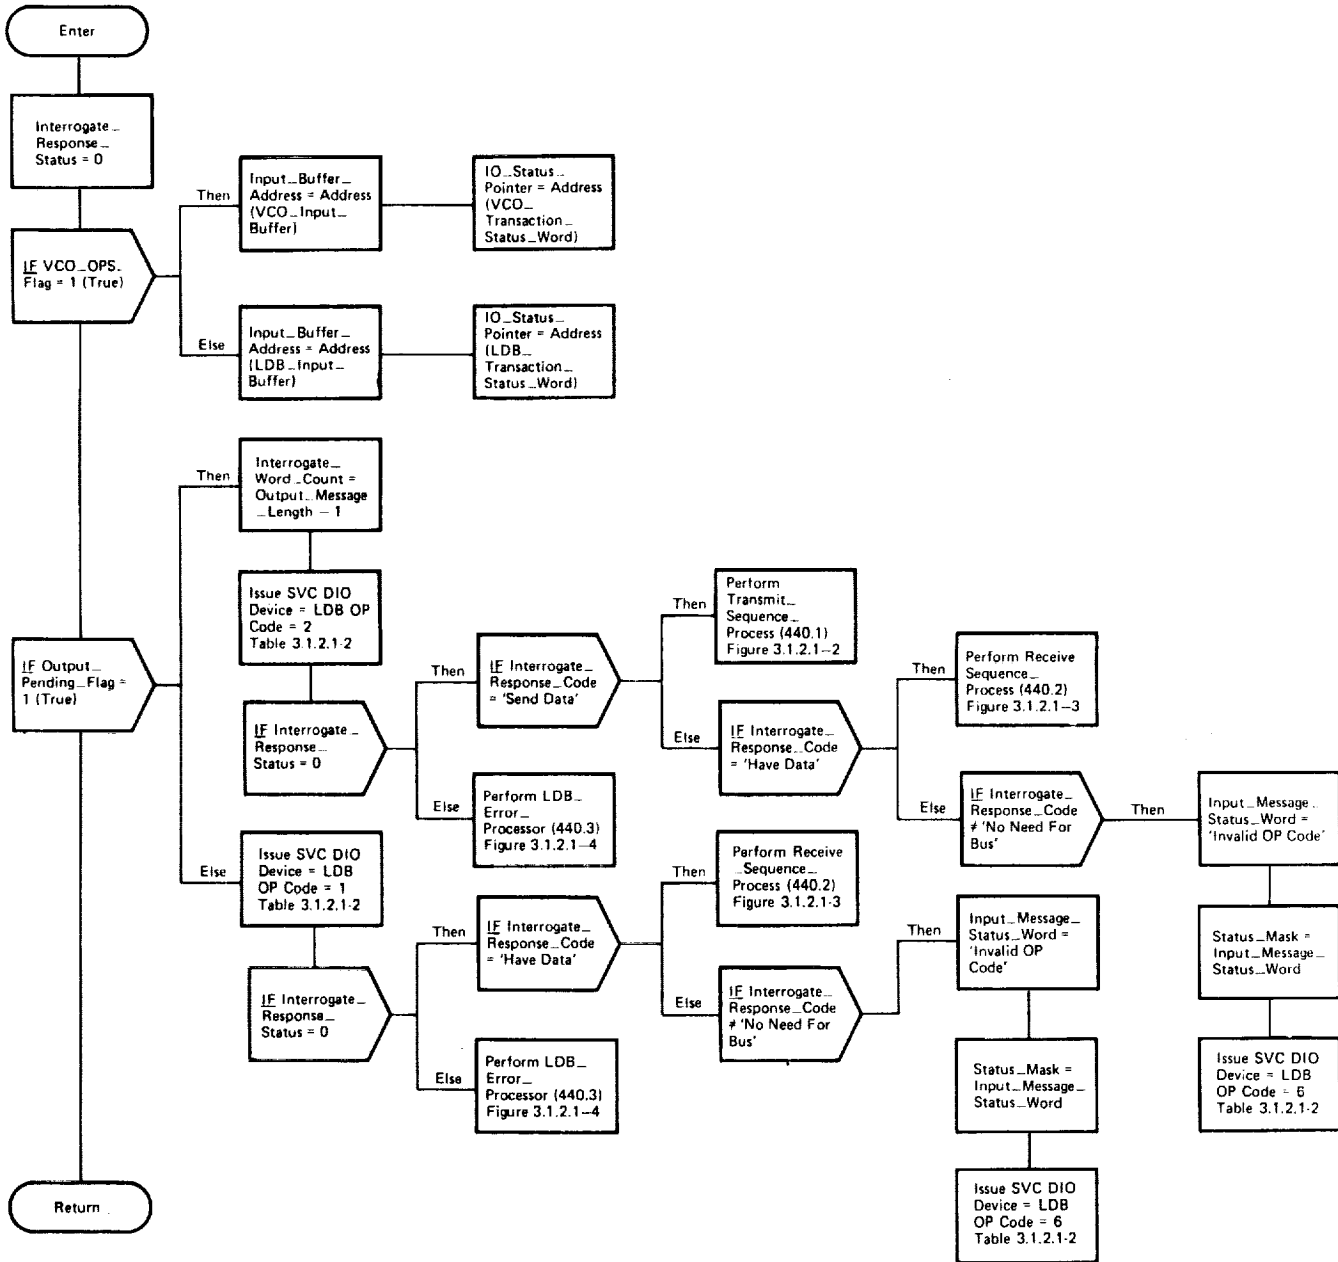 Enter
Interrogate_
Response_
Status = 0
IF VCO_OPS_
Flag = 1 (True)
Then
Input_Buffer_
Address = Address
(VCO_Input_
Buffer)
IO_Status_
Pointer = Address
(VCO_
Transaction_
Status_Word)
Else
Input_Buffer_
Address = Address
(LDB_Input_
Buffer)
IO_Status_
Pointer = Address
(LDB_
Transaction_
Status_Word)
IF Output_
Pending_Flag =
1 (True)
Then
Interrogate_
Word_Count =
Output_Message
_Length - 1
Issue SVC DIO
Device = LDB OP
Code = 2
Table 3.1.2.1-2
IF Interrogate_
Response_
Status = 0
Then
IF Interrogate_
Response_Code
= 'Send Data'
Then
Perform
Transmit_
Sequence_
Process (440.1)
Figure 3.1.2.1-2
Else
IF Interrogate_
Response_Code
= 'Have Data'
Then
Perform Receive
Sequence_
Process (440.2)
Figure 3.1.2.1-3
Else
IF Interrogate_
Response_Code
≠ 'No Need For
Bus'
Then
Input_Message_
Status_Word =
'Invalid OP Code'
Status_Mask =
Input_Message_
Status_Word
Issue SVC DIO
Device = LDB
OP Code = 6
Table 3.1.2.1-2
Else
Perform LDB_
Error_
Processor (440.3)
Figure 3.1.2.1-4
Else
Issue SVC DIO
Device = LDB
OP Code = 1
Table 3.1.2.1-2
IF Interrogate_
Response_
Status = 0
Then
IF Interrogate_
Response_Code
= 'Have Data'
Then
Perform Receive
_Sequence_
Process (440.2)
Figure 3.1.2.1-3
Else
IF Interrogate_
Response_Code
≠ 'No Need For
Bus'
Then
Input_Message_
Status_Word =
'Invalid OP
Code'
Status_Mask =
Input_Message_
Status_Word
Issue SVC DIO
Device = LDB
OP Code = 6
Table 3.1.2.1-2
Else
Perform LDB_
Error_
Processor (440.3)
Figure 3.1.2.1-4
Return